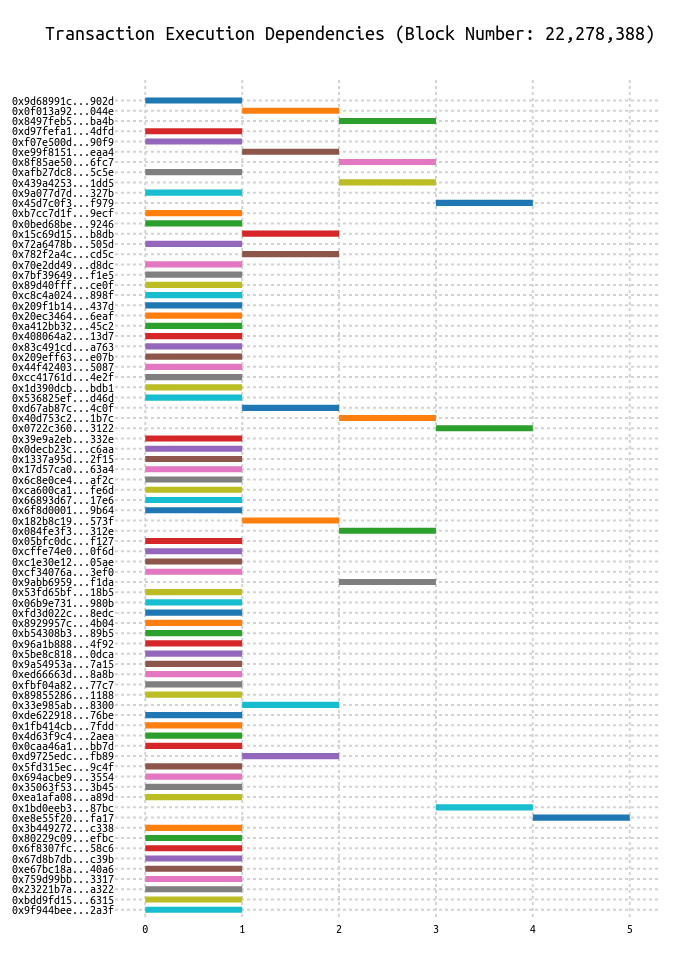 Transaction Execution Dependencies (Block Number: 22,278,388)
0x9d68991c...902d
0x0f013a92...044e
0x8497feb5...ba4b
0xd97fefa1...4dfd
0xf07e500d...90f9
0xe99f8151...eaa4
0x8f85ae50...6fc7
0xafb27dc8...5c5e
0x439a4253...1dd5
0x9a077d7d...327b
0x45d7c0f3...f979
0xb7cc7d1f...9ecf
0x0bed68be...9246
0x15c69d15...b8db
0x72a6478b...505d
0x782f2a4c...cd5c
0x70e2dd49...d8dc
0x7bf39649...f1e5
0x89d40fff...ce0f
0xc8c4a024...898f
0x209f1b14...437d
0x20ec3464...6eaf
0xa412bb32...45c2
0x408064a2...13d7
0x83c491cd...a763
0x209eff63...e07b
0x44f42403...5087
0xcc41761d...4e2f
0x1d390dcb...bdb1
0x536825ef...d46d
0xd67ab87c...4c0f
0x40d753c2...1b7c
0x0722c360...3122
0x39e9a2eb...332e
0x0decb23c...c6aa
0x1337a95d...2f15
0x17d57ca0...63a4
0x6c8e0ce4...af2c
0xca600ca1...fe6d
0x66893d67...17e6
0x6f8d0001...9b64
0x182b8c19...573f
0x084fe3f3...312e
0x05bfc0dc...f127
0xcffe74e0...0f6d
0xc1e30e12...05ae
0xcf34076a...3ef0
0x9abb6959...f1da
0x53fd65bf...18b5
0x06b9e731...980b
0xfd3d022c...8edc
0x8929957c...4b04
0xb54308b3...89b5
0x96a1b888...4f92
0x5be8c818...0dca
0x9a54953a...7a15
0xed66663d...8a8b
0xfbf04a82...77c7
0x89855286...1188
0x33e985ab...8300
0xde622918...76be
0x1fb414cb...7fdd
0x4d63f9c4...2aea
0x0caa46a1...bb7d
0xd9725edc...fb89
0x5fd315ec...9c4f
0x694acbe9...3554
0x35063f53...3b45
0xea1afa08...a89d
0x1bd0eeb3...87bc
0xe8e55f20...fa17
0x3b449272...c338
0x80229c09...efbc
0x6f8307fc...58c6
0x67d8b7db...c39b
0xe67bc18a...40a6
0x759d99bb...3317
0x23221b7a...a322
0xbdd9fd15...6315
0x9f944bee...2a3f
0 1 2 3 4 5